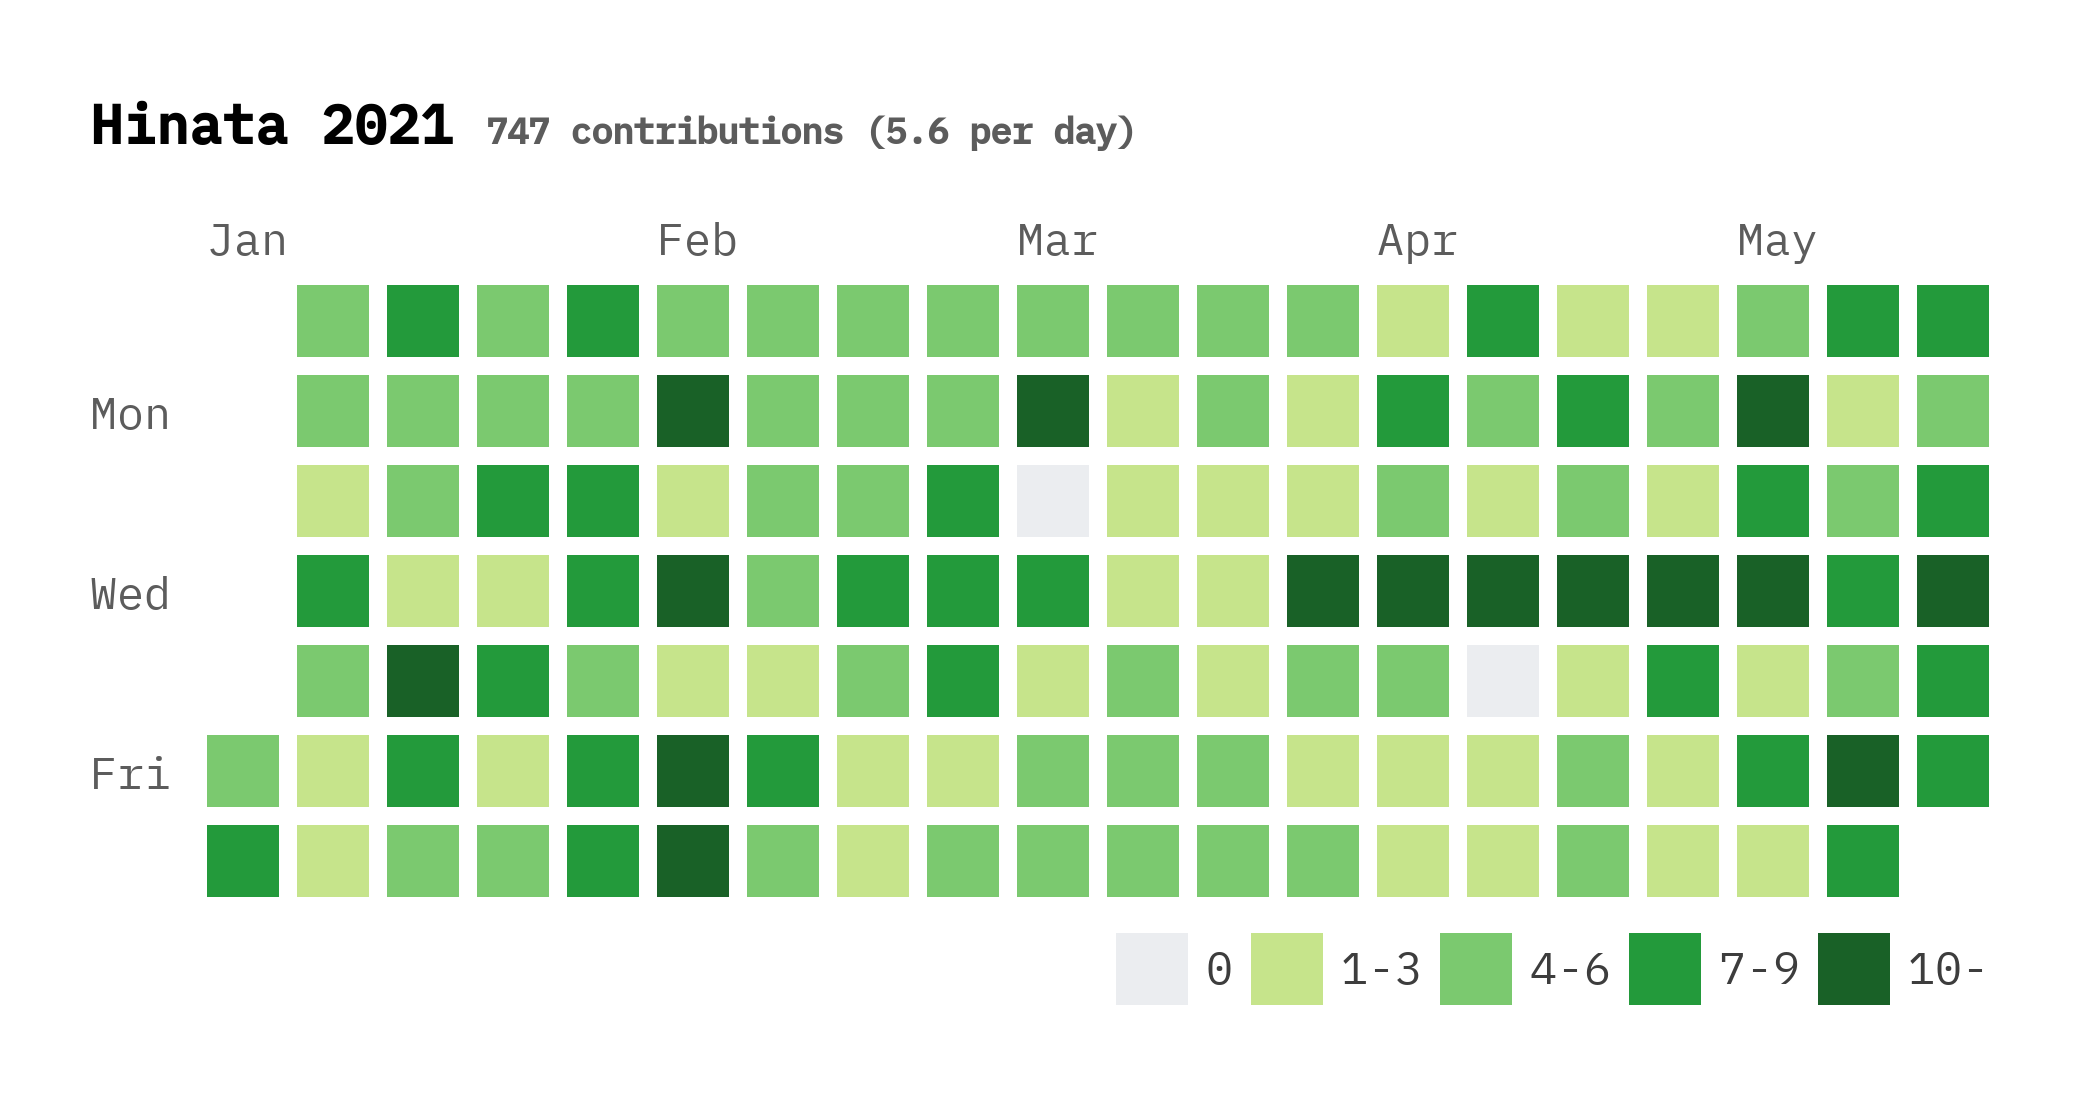 Hinata 2021 747 contributions (5.6 per day)
Jan Feb Mar Apr May
Mon
Wed
Fri
0 1-3 4-6 7-9 10-